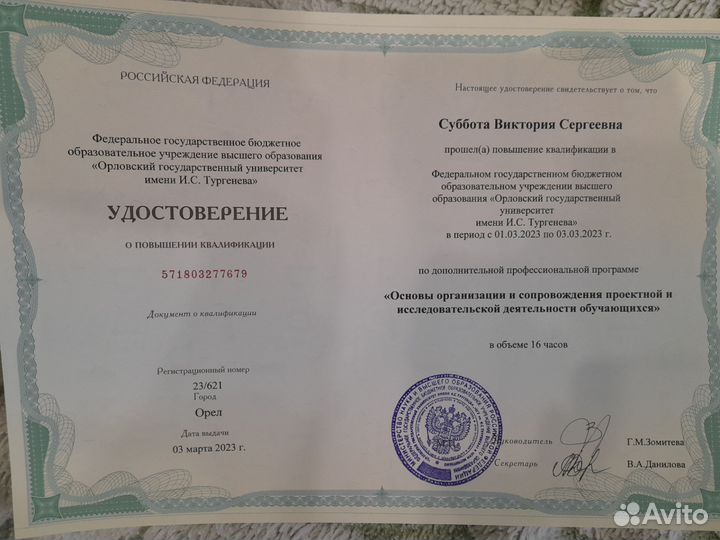 РОССИЙСКАЯ ФЕДЕРАЦИЯ
Федеральное государственное бюджетное
образовательное учреждение высшего образования
«Орловский государственный университет
имени И.С. Тургенева»
УДОСТОВЕРЕНИЕ
О ПОВЫШЕНИИ КВАЛИФИКАЦИИ
571803277679
Документ о квалификации
Регистрационный номер
23/621
Город
Орел
Дата выдачи
03 марта 2023 г.
Настоящее удостоверение свидетельствует о том, что
Суббота Виктория Сергеевна
прошел(а) повышение квалификации в
Федеральном государственном бюджетном
образовательном учреждении высшего
образования «Орловский государственный
университет
имени И.С. Тургенева»
в период с 01.03.2023 по 03.03.2023 г.
по дополнительной профессиональной программе
«Основы организации и сопровождения проектной и
исследовательской деятельности обучающихся»
в объеме 16 часов
Руководитель Г.М.Зомитева
Секретарь В.А.Данилова
Avito